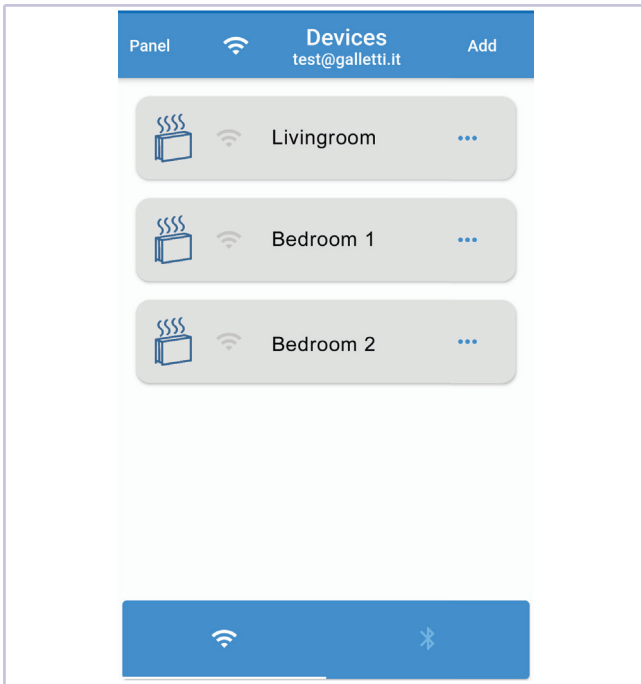 Panel
Devices
Add
test@galletti.it
Livingroom
Bedroom 1
Bedroom 2